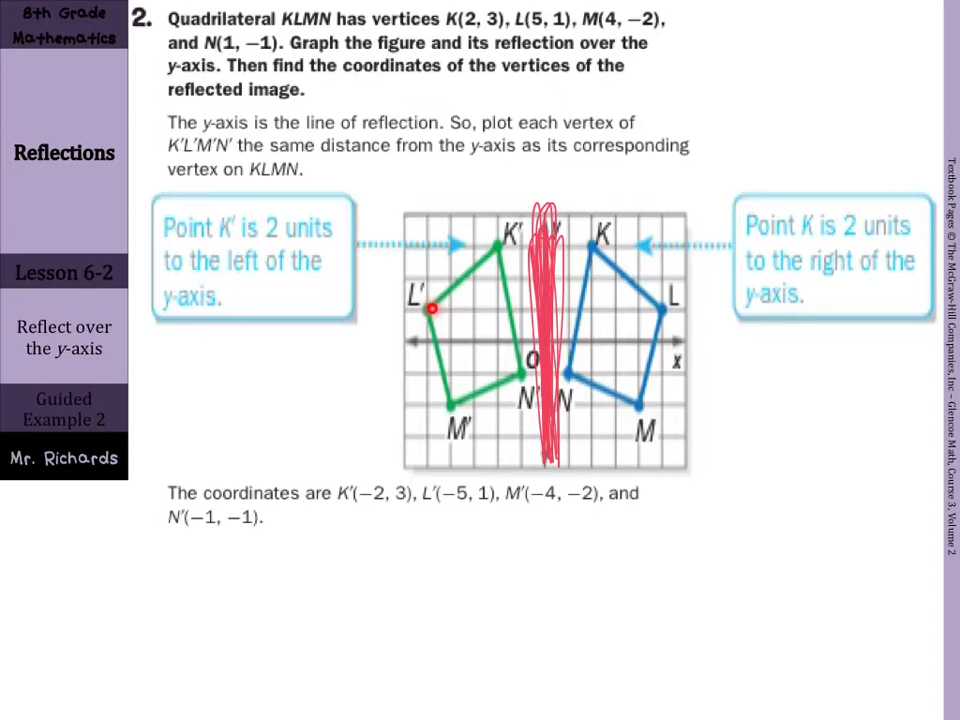 8th Grade
Mathematics
Reflections
Lesson 6-2
Reflect over
the y-axis
Guided
Example 2
Mr. Richards
2. Quadrilateral KLMN has vertices K(2, 3), L(5, 1), M(4, −2),
and N(1, −1). Graph the figure and its reflection over the
y-axis. Then find the coordinates of the vertices of the
reflected image.
The y-axis is the line of reflection. So, plot each vertex of
K′L′M′N′ the same distance from the y-axis as its corresponding
vertex on KLMN.
Point K′ is 2 units
to the left of the
y-axis.
K′
y
K
L′
L
O
x
N′
N
M′
M
Point K is 2 units
to the right of the
y-axis.
The coordinates are K′(−2, 3), L′(−5, 1), M′(−4, −2), and
N′(−1, −1).
Textbook Pages © The McGraw-Hill Companies, Inc – Glencoe Math, Course 3, Volume 2